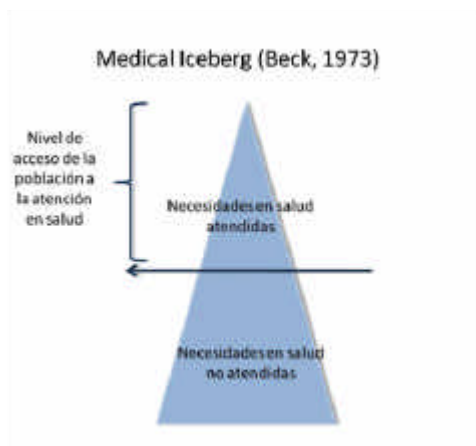 Medical Iceberg (Beck, 1973)
Nivel de
acceso de la
población a
la atención
en salud
Necesidades en salud
atendidas
Necesidades en salud
no atendidas